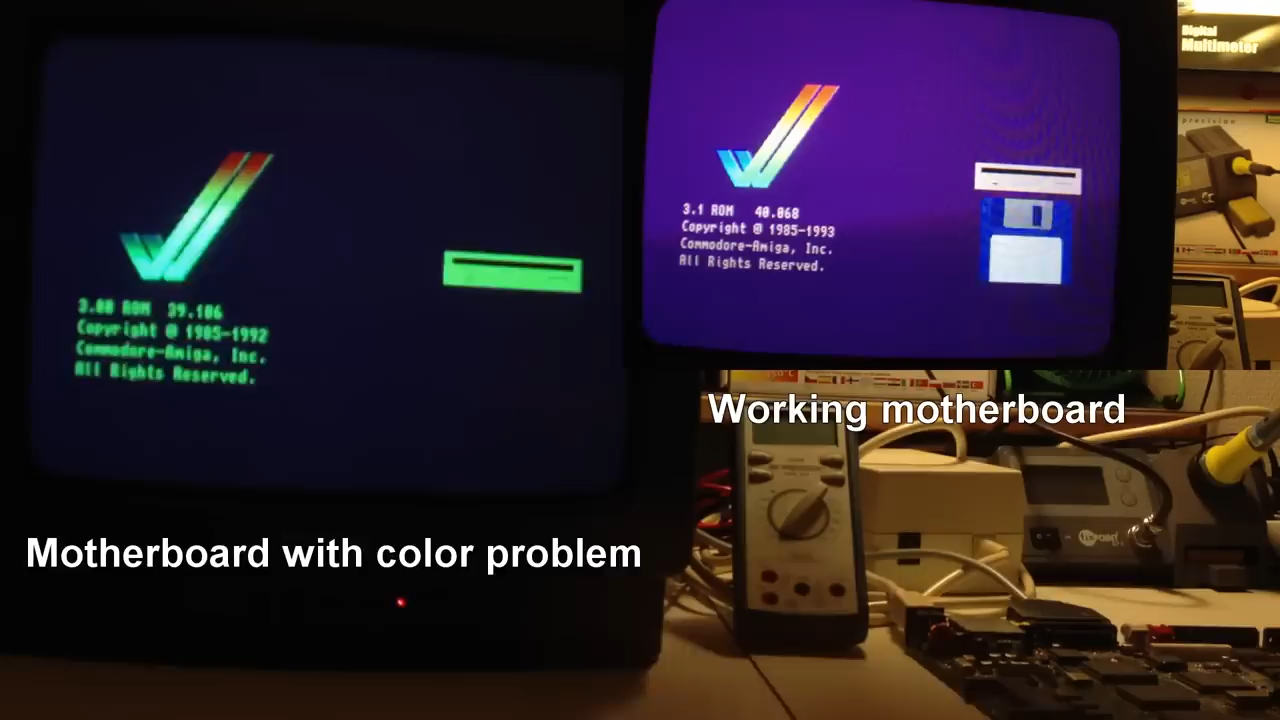 3.00 ROM 39.106
Copyright © 1985-1992
Commodore-Amiga, Inc.
All Rights Reserved.
Motherboard with color problem
3.1 ROM 40.068
Copyright © 1985-1993
Commodore-Amiga, Inc.
All Rights Reserved.
Working motherboard
Digital
Multimeter
precision